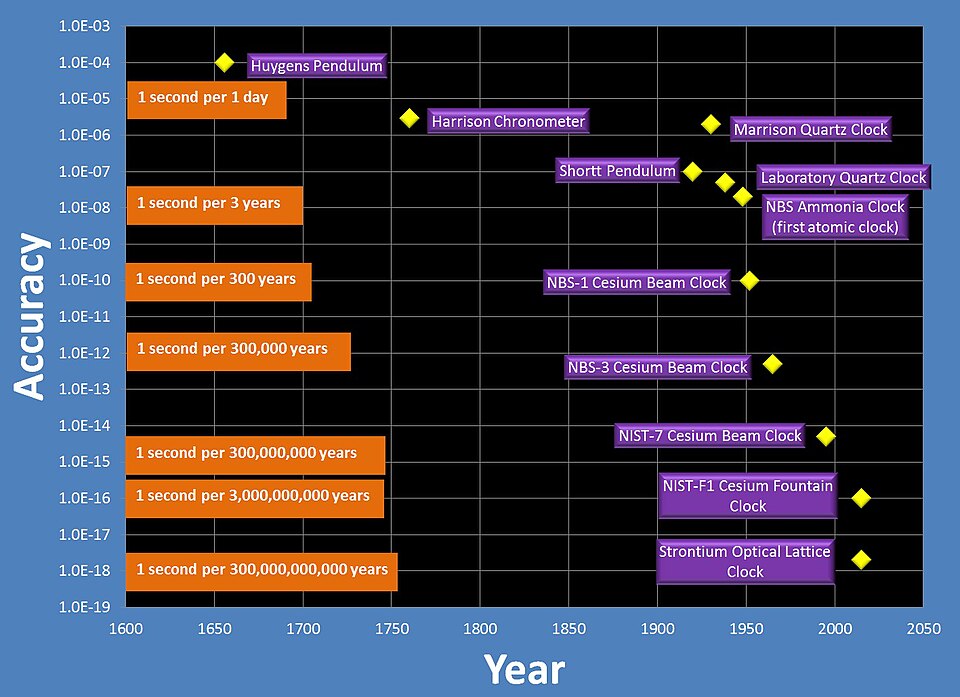 1.0E-03
1.0E-04
1.0E-05
1.0E-06
1.0E-07
1.0E-08
1.0E-09
1.0E-10
1.0E-11
1.0E-12
1.0E-13
1.0E-14
1.0E-15
1.0E-16
1.0E-17
1.0E-18
1.0E-19
Accuracy
Huygens Pendulum
1 second per 1 day
Harrison Chronometer
Marrison Quartz Clock
Shortt Pendulum
Laboratory Quartz Clock
1 second per 3 years
NBS Ammonia Clock
(first atomic clock)
1 second per 300 years
NBS-1 Cesium Beam Clock
1 second per 300,000 years
NBS-3 Cesium Beam Clock
NIST-7 Cesium Beam Clock
1 second per 300,000,000 years
1 second per 3,000,000,000 years
NIST-F1 Cesium Fountain
Clock
Strontium Optical Lattice
Clock
1 second per 300,000,000,000 years
1600 1650 1700 1750 1800 1850 1900 1950 2000 2050
Year